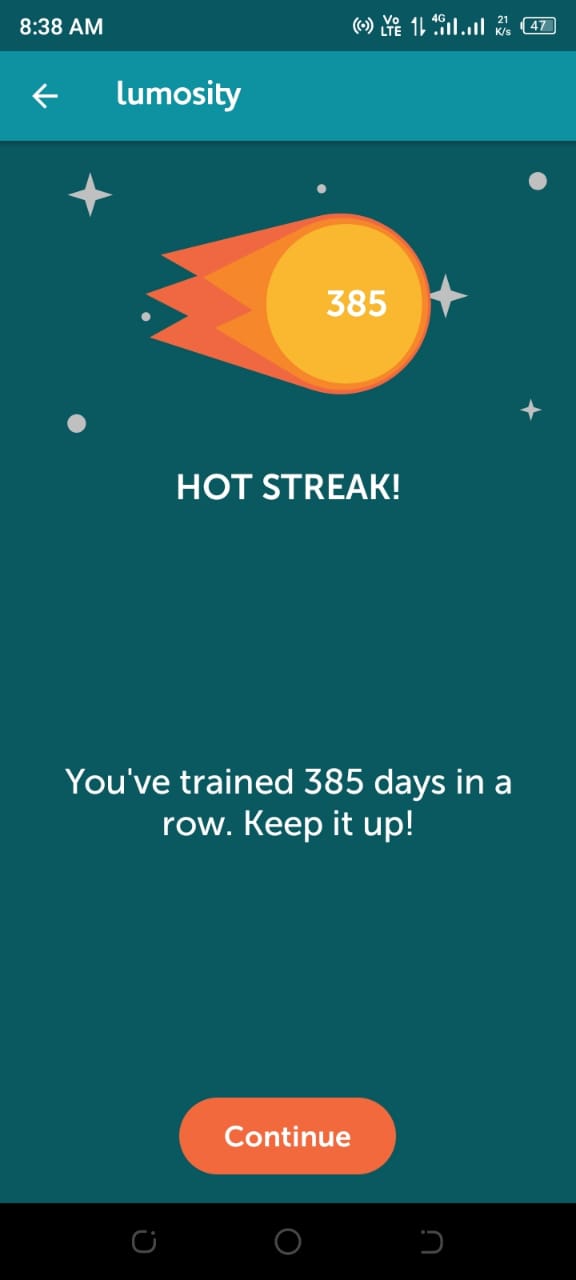 8:38 AM
Vo LTE 4G 21 K/s 47
lumosity
385
HOT STREAK!
You've trained 385 days in a
row. Keep it up!
Continue